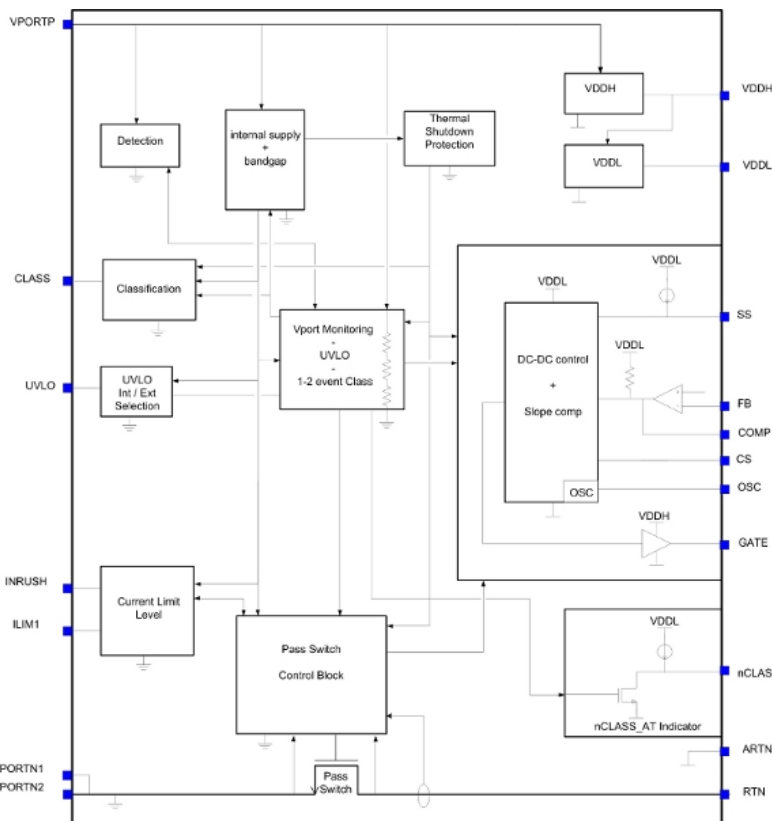 VPORTP
VDDH
VDDH
Detection
internal supply
+
bandgap
Thermal
Shutdown
Protection
VDDL
VDDL
CLASS
Classification
VDDL
VDDL
SS
Vport Monitoring
-
UVLO
-
1-2 event Class
DC-DC control
+
Slope comp
VDDL
UVLO
UVLO
Int / Ext
Selection
FB
COMP
CS
OSC
OSC
VDDH
GATE
INRUSH
ILIM1
Current Limit
Level
Pass Switch
Control Block
VDDL
nCLAS
nCLASS_AT Indicator
ARTN
PORTN1
PORTN2
Pass
Switch
RTN